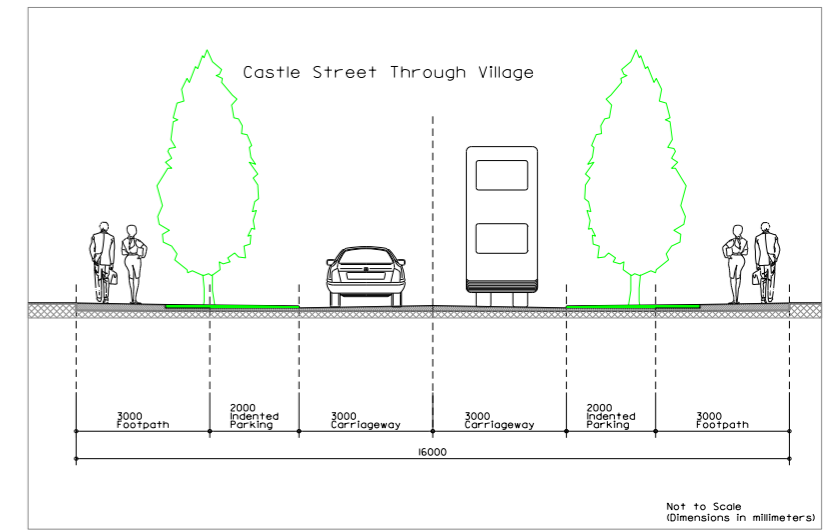 Castle Street Through Village
3000
Footpath
2000
Indented
Parking
3000
Carriageway
3000
Carriageway
2000
Indented
Parking
3000
Footpath
16000
Not to Scale
(Dimensions in millimeters)